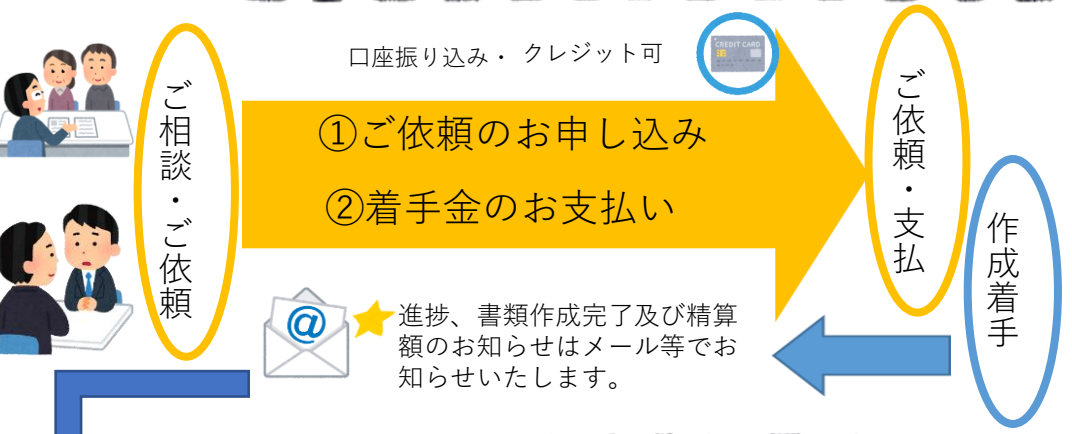 口座振り込み・ クレジット可
CREDIT CARD
ご相談・ご依頼
①ご依頼のお申し込み
②着手金のお支払い
ご依頼・支払
作成着手
@
進捗、書類作成完了及び精算
額のお知らせはメール等でお
知らせいたします。